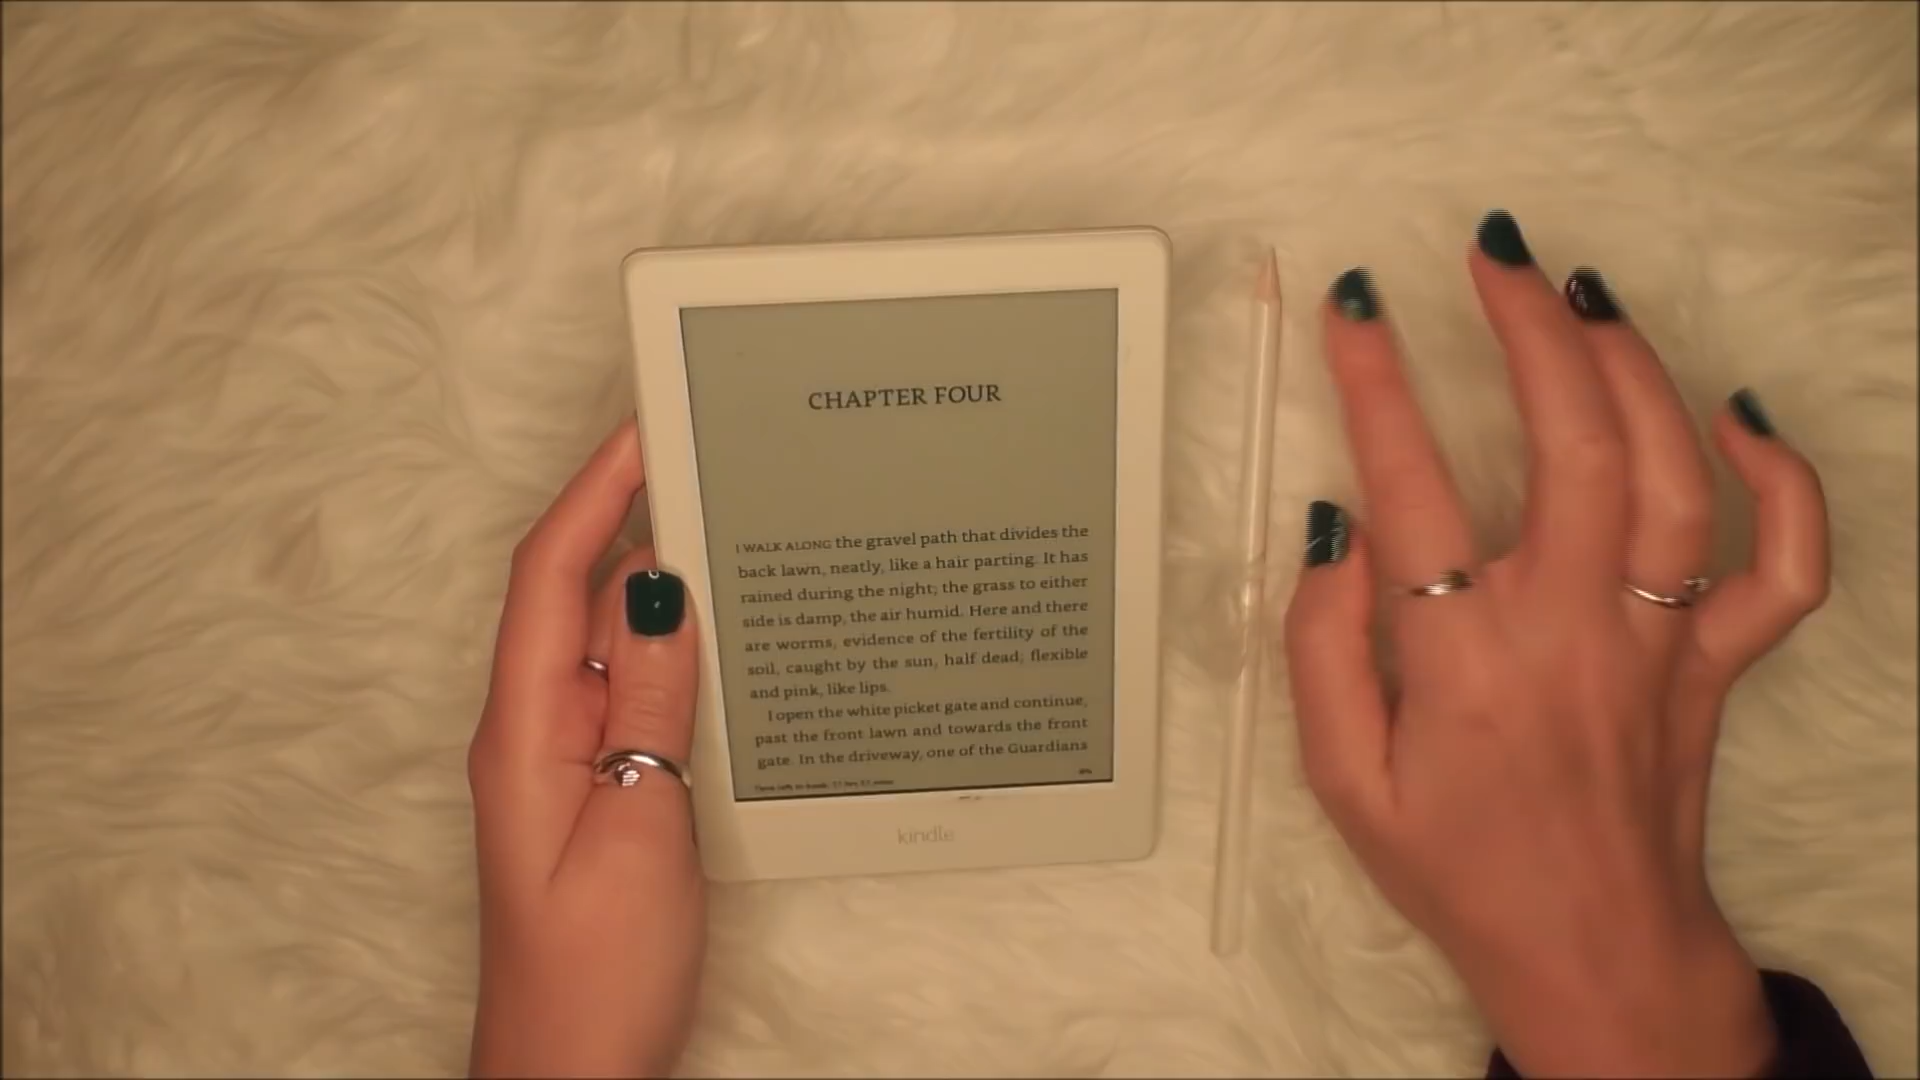 CHAPTER FOUR
I WALK ALONG the gravel path that divides the
back lawn, neatly, like a hair parting. It has
rained during the night; the grass to either
side is damp, the air humid. Here and there
are worms, evidence of the fertility of the
soil, caught by the sun, half dead; flexible
and pink, like lips.
I open the white picket gate and continue,
past the front lawn and towards the front
gate. In the driveway, one of the Guardians
kindle